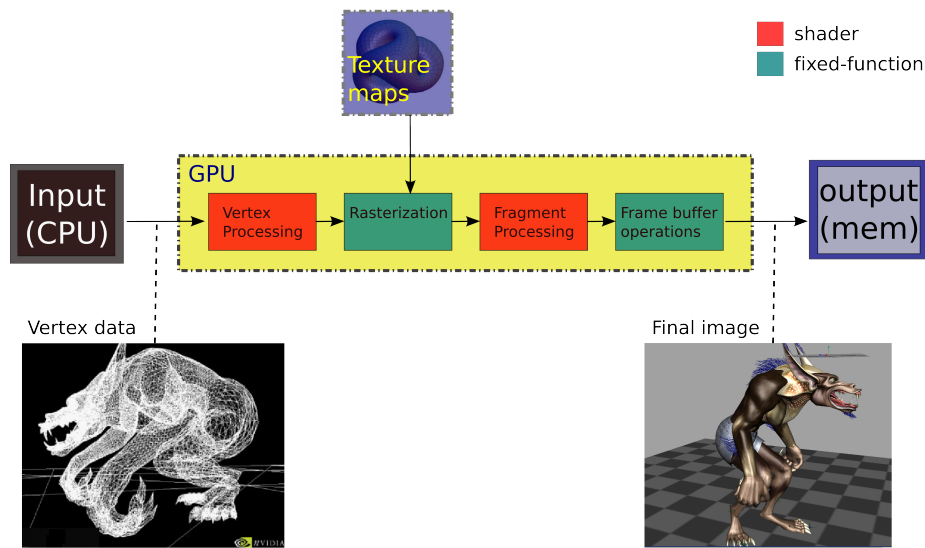 shader
fixed-function
Texture
maps
GPU
Input
(CPU)
Vertex
Processing
Rasterization
Fragment
Processing
Frame buffer
operations
output
(mem)
Vertex data
Final image
NVIDIA